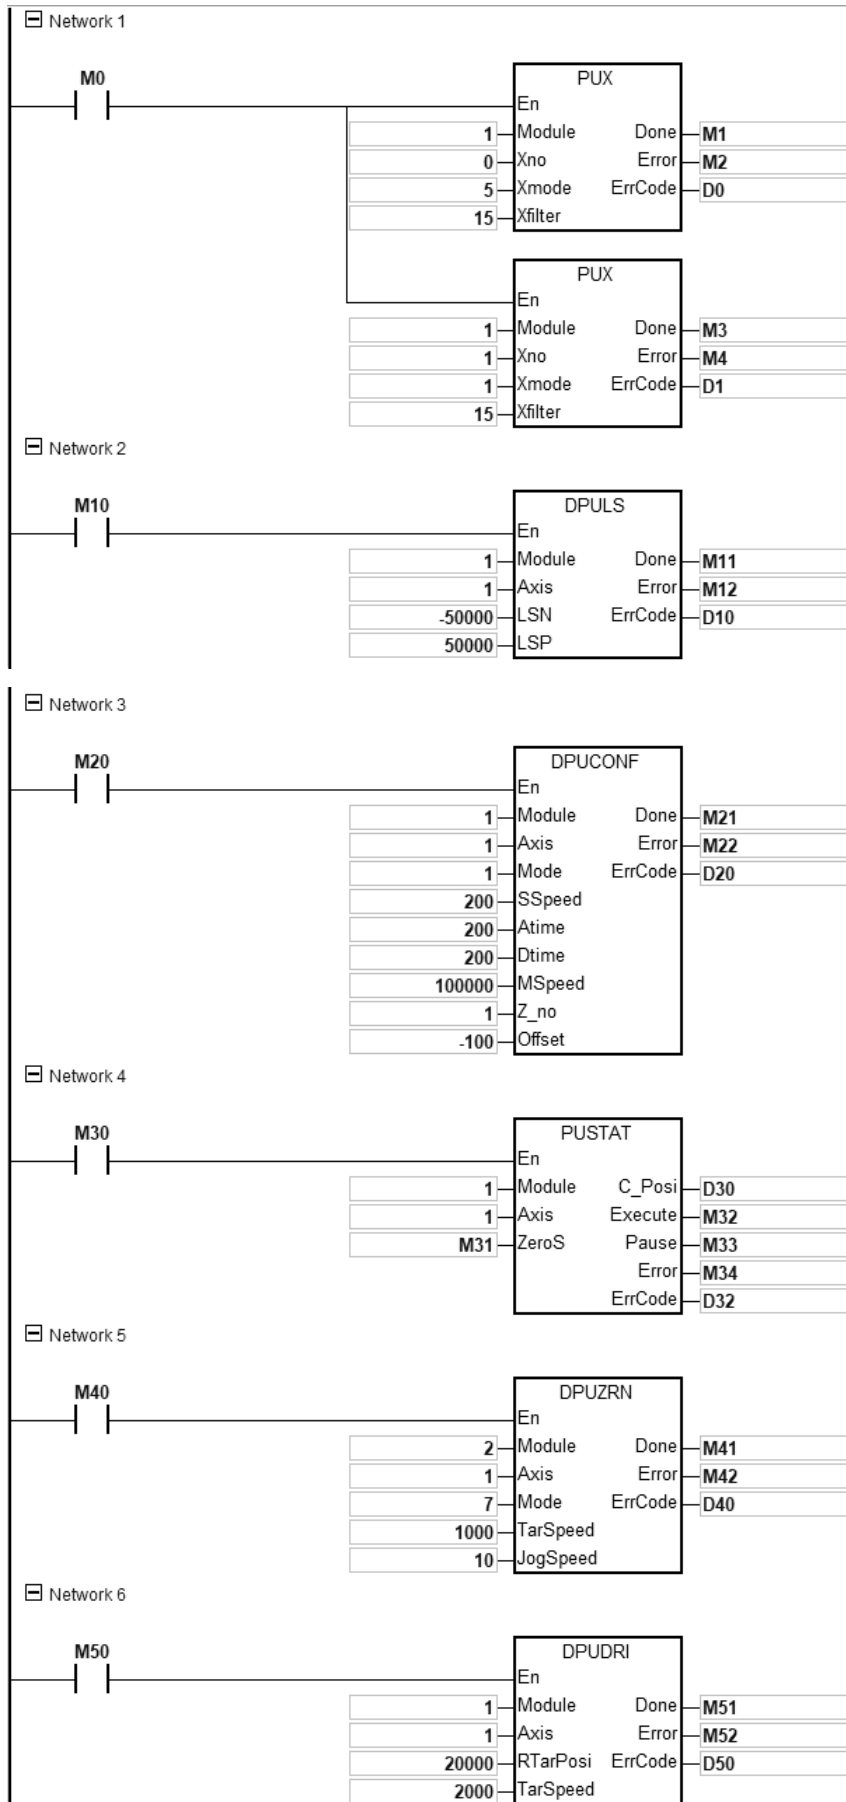 Network 1
M0
PUX
En
1 Module Done M1
0 Xno Error M2
5 Xmode ErrCode D0
15 Xfilter
PUX
En
1 Module Done M3
1 Xno Error M4
1 Xmode ErrCode D1
15 Xfilter
Network 2
M10
DPULS
En
1 Module Done M11
1 Axis Error M12
-50000 LSN ErrCode D10
50000 LSP
Network 3
M20
DPUCONF
En
1 Module Done M21
1 Axis Error M22
1 Mode ErrCode D20
200 SSpeed
200 Atime
200 Dtime
100000 MSpeed
1 Z_no
-100 Offset
Network 4
M30
PUSTAT
En
1 Module C_Posi D30
1 Axis Execute M32
M31 ZeroS Pause M33
Error M34
ErrCode D32
Network 5
M40
DPUZRN
En
2 Module Done M41
1 Axis Error M42
7 Mode ErrCode D40
1000 TarSpeed
10 JogSpeed
Network 6
M50
DPUDRI
En
1 Module Done M51
1 Axis Error M52
20000 RTarPosi ErrCode D50
2000 TarSpeed